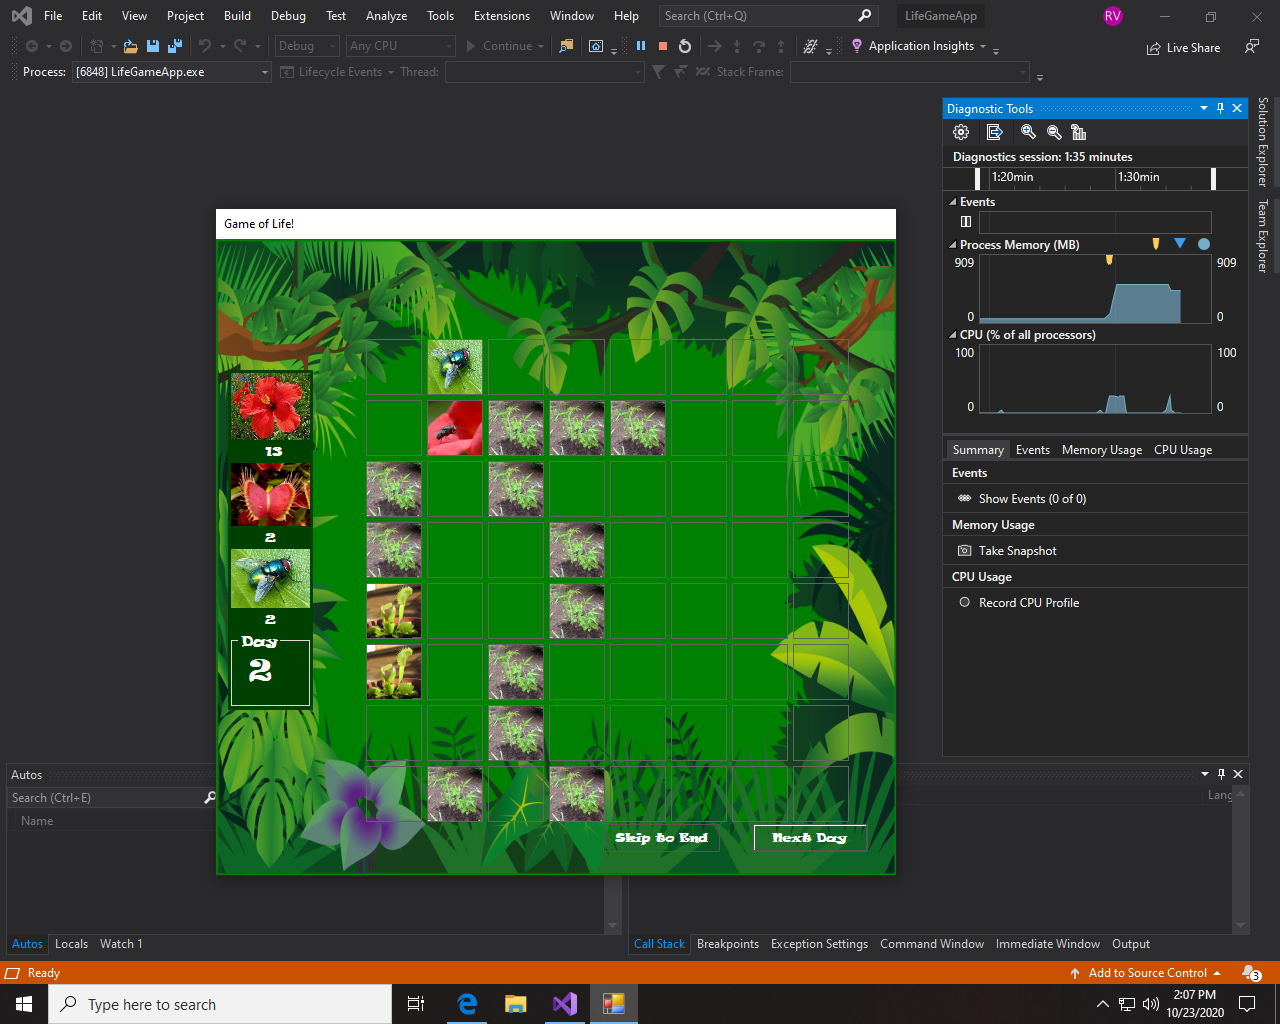 File Edit View Project Build Debug Test Analyze Tools Extensions Window Help Search (Ctrl+Q) LifeGameApp RV
Debug Any CPU Continue Application Insights Live Share
Process: [6848] LifeGameApp.exe Lifecycle Events Thread: Stack Frame:
Diagnostic Tools
Diagnostics session: 1:35 minutes
1:20min 1:30min
Events
Process Memory (MB)
909 909
0 0
CPU (% of all processors)
100 100
0 0
Summary Events Memory Usage CPU Usage
Events
Show Events (0 of 0)
Memory Usage
Take Snapshot
CPU Usage
Record CPU Profile
Solution Explorer
Team Explorer
Game of Life!
13
2
2
Day
2
Skip to End Next Day
Autos
Search (Ctrl+E)
Name
Lang
Autos Locals Watch 1
Call Stack Breakpoints Exception Settings Command Window Immediate Window Output
Ready Add to Source Control 3
Type here to search
2:07 PM
10/23/2020